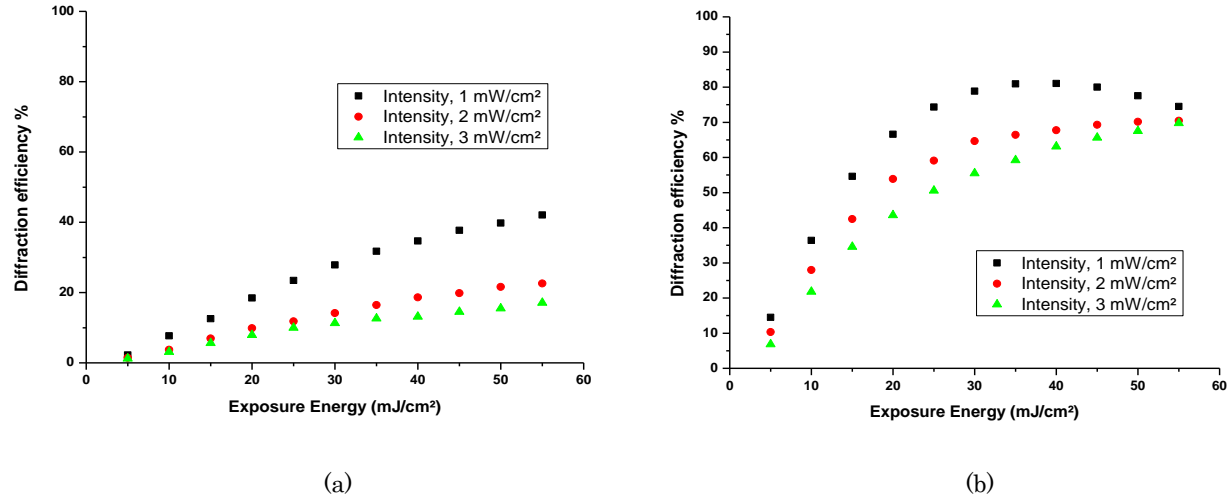 100
80
60
40
20
0
Diffraction efficiency %
Intensity, 1 mW/cm²
Intensity, 2 mW/cm²
Intensity, 3 mW/cm²
0 10 20 30 40 50 60
Exposure Energy (mJ/cm²)
(a)
100
90
80
70
60
50
40
30
20
10
0
Diffraction efficiency %
Intensity, 1 mW/cm²
Intensity, 2 mW/cm²
Intensity, 3 mW/cm²
0 10 20 30 40 50 60
Exposure Energy (mJ/cm²)
(b)